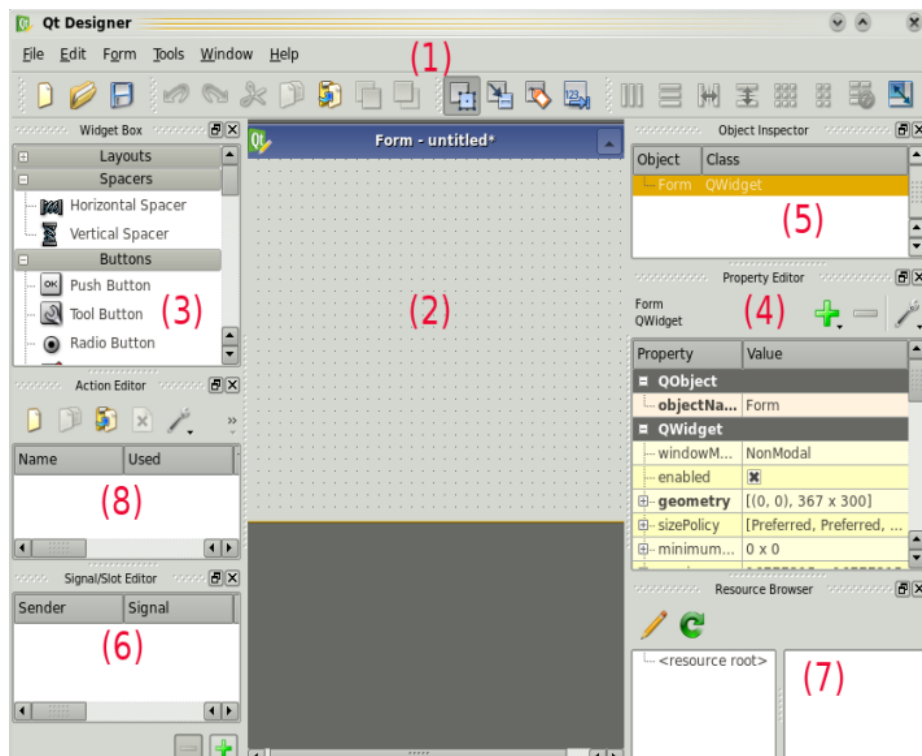 Qt Designer
File Edit Form Tools Window Help
(1)
Widget Box
Layouts
Spacers
Horizontal Spacer
Vertical Spacer
Buttons
Push Button
OK
Tool Button
(3)
Radio Button
Action Editor
Name Used
(8)
Signal/Slot Editor
Sender Signal
(6)
Qt
Form - untitled*
(2)
123
Object Inspector
Object Class
Form QWidget
(5)
Property Editor
Form
QWidget
(4)
Property Value
QObject
objectNa... Form
QWidget
windowM... NonModal
enabled
geometry [(0, 0), 367 x 300]
sizePolicy [Preferred, Preferred, ...
minimum... 0 x 0
Resource Browser
<resource root>
(7)